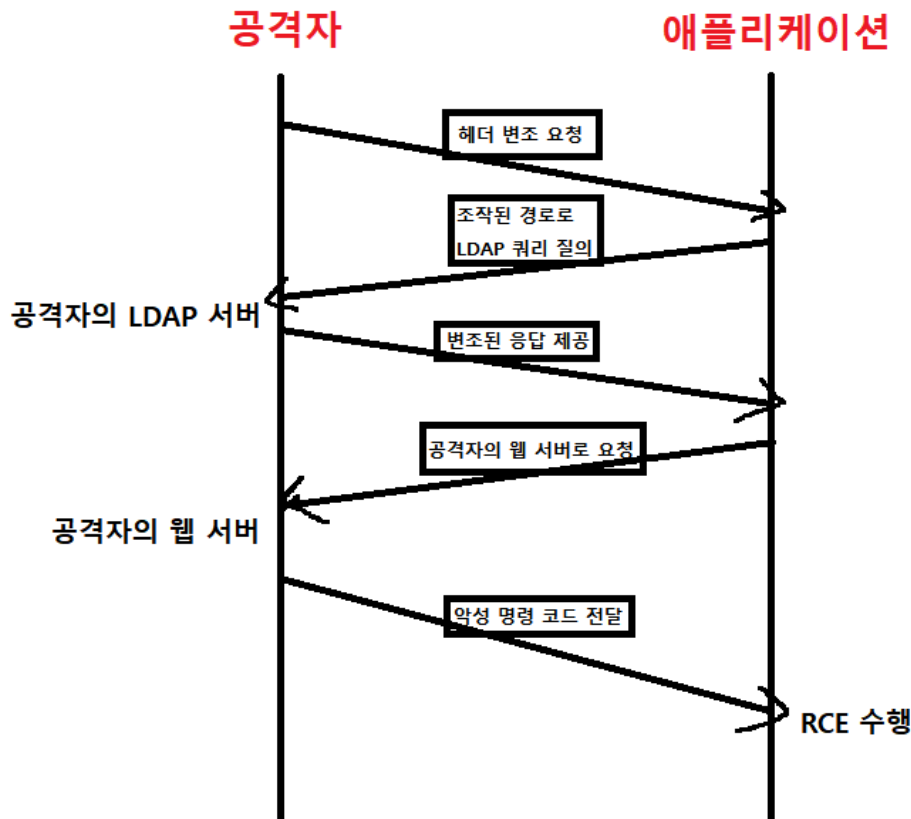 공격자
애플리케이션
헤더 변조 요청
조작된 경로로
LDAP 쿼리 질의
공격자의 LDAP 서버
변조된 응답 제공
공격자의 웹 서버로 요청
공격자의 웹 서버
악성 명령 코드 전달
RCE 수행